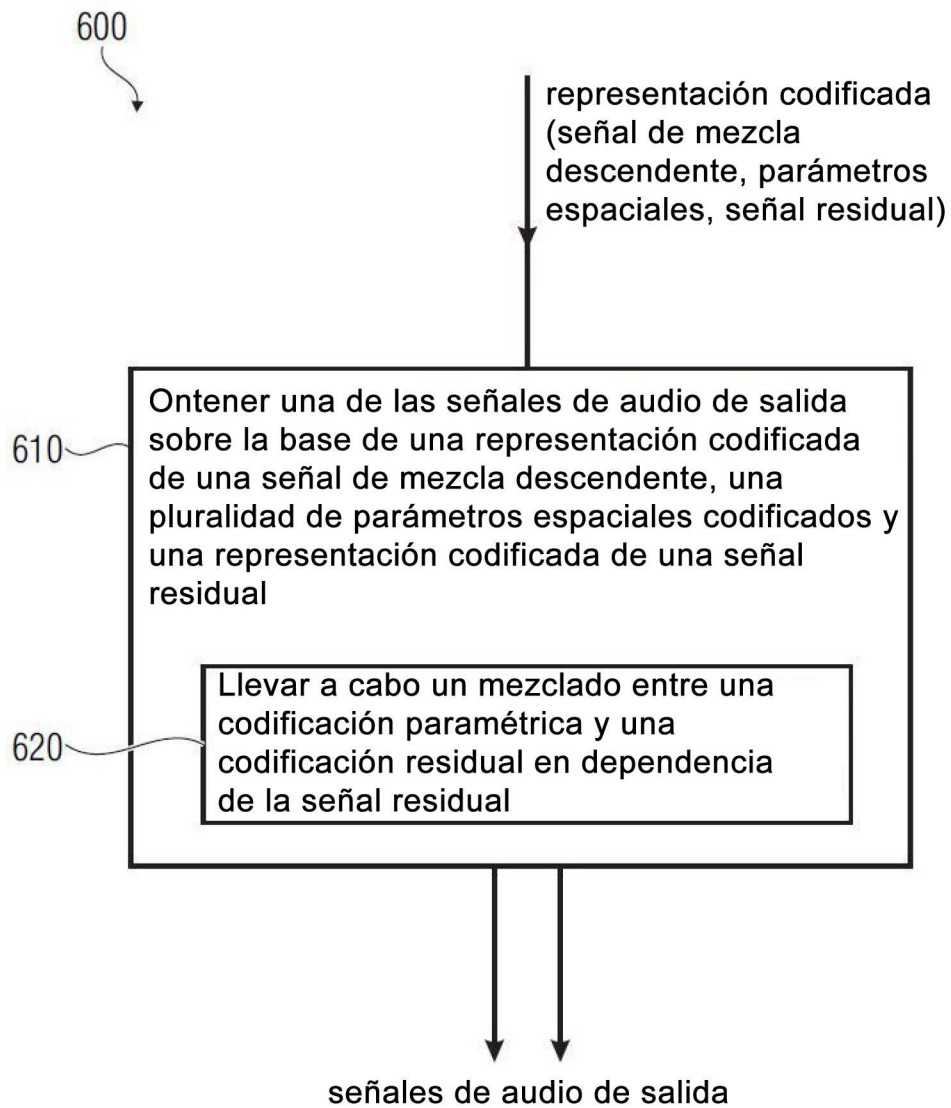 600
representación codificada
(señal de mezcla
descendente, parámetros
espaciales, señal residual)
610
Ontener una de las señales de audio de salida
sobre la base de una representación codificada
de una señal de mezcla descendente, una
pluralidad de parámetros espaciales codificados y
una representación codificada de una señal
residual
620
Llevar a cabo un mezclado entre una
codificación paramétrica y una
codificación residual en dependencia
de la señal residual
señales de audio de salida